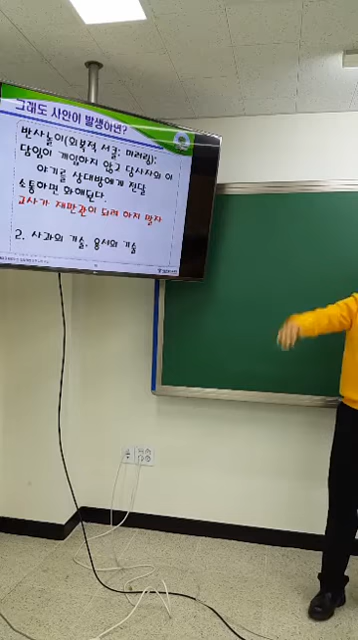 그래도 사안이 발생하면?
반사놀이(회복적 서클: 미러링):
담임이 개입하지 않고 당사자의 이
야기를 상대방에게 전달
소통하면 화해된다.
교사가 재판관이 되려 하지 말자
2. 사과의 기술, 용서의 기술